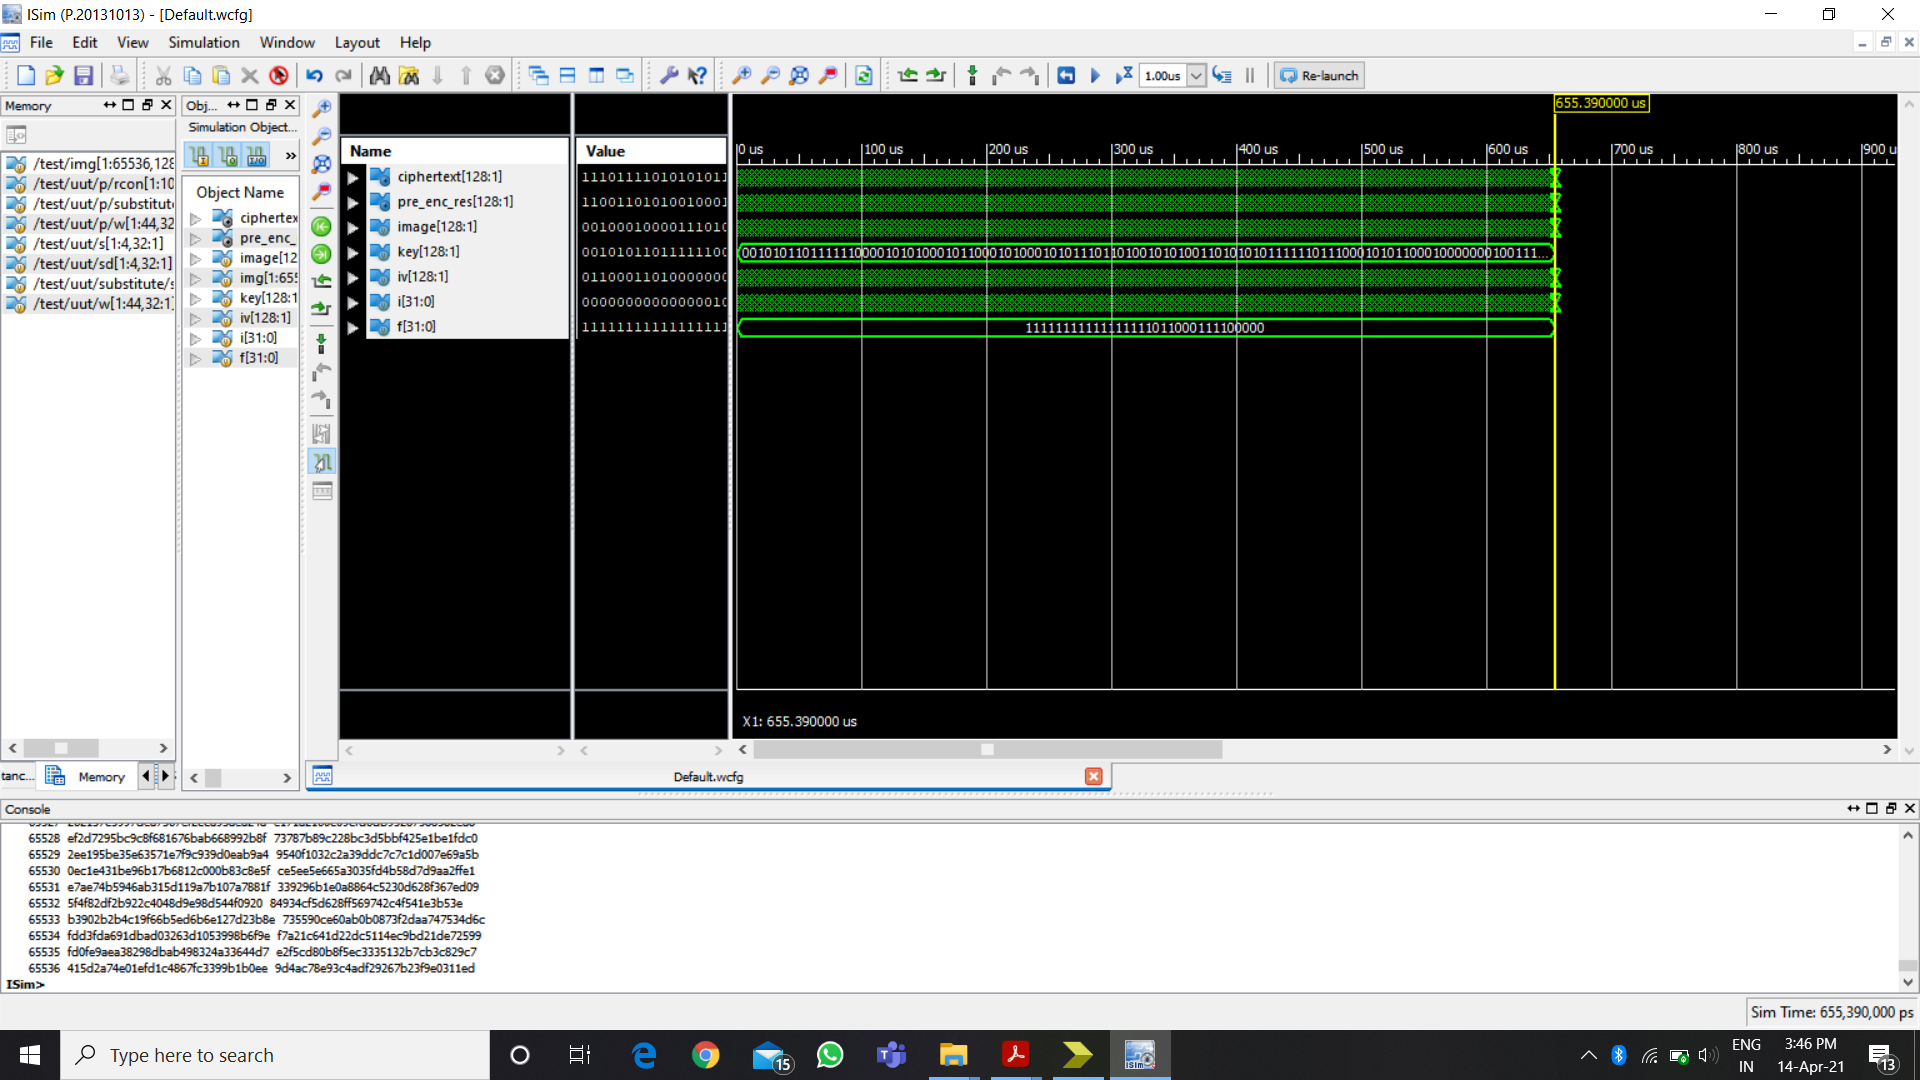 ISim (P.20131013) - [Default.wcfg]
File Edit View Simulation Window Layout Help
1.00us Re-launch
Memory
/test/img[1:65536,128
/test/uut/p/rcon[1:10
/test/uut/p/substitute
/test/uut/p/w[1:44,32
/test/uut/s[1:4,32:1]
/test/uut/sd[1:4,32:1]
/test/uut/substitute/s
/test/uut/w[1:44,32:1]
tanc... Memory
Obj...
Simulation Object...
»
Object Name
ciphertex
pre_enc_
image[12
img[1:65
key[128:1
iv[128:1]
i[31:0]
f[31:0]
Name Value
ciphertext[128:1] 1110111101010101
pre_enc_res[128:1] 1100110101001000
image[128:1] 001000100001110 10
key[128:1] 0010101101111110
iv[128:1] 0110001101000000
i[31:0] 000000000000000010
f[31:0]
655.390000 us
0 us 100 us 200 us 300 us 400 us 500 us 600 us 700 us 800 us 900 u
X1: 655.390000 us
Default.wcfg
Console
65528 ef2d7295bc9c8f681676bab668992b8f 73787b89c228bc3d5bbf425e1be1fdc0
65529 2ee195be35e63571e7f9c939d0eab9a4 9540f1032c2a39ddc7c7c1d007e69a5b
65530 0ec1e431be96b17b6812c000b83c8e5f ce5ee5e665a3035fd4b58d7d9aa2ffe1
65531 e7ae74b5946ab315d119a7b107a7881f 339296b1e0a8864c5230d628f367ed09
65532 5f4f82df2b922c4048d9e98d544f0920 84934cf5d628ff569742c4f541e3b53e
65533 b3902b2b4c19f66b5ed6b6e127d23b8e 735590ce60ab0b0873f2daa747534d6c
65534 fdd3fda691dbad03263d1053998b6f9e f7a21c641d22dc5114ec9bd21de72599
65535 fd0fe9aea38298dbab498324a33644d7 e2f5cd80b8f5ec3335132b7cb3c829c7
65536 415d2a74e01efd1c4867fc3399b1b0ee 9d4ac78e93c4adf29267b23f9e0311ed
ISim>
Sim Time: 655,390,000 ps
Type here to search
15
ENG
IN
3:46 PM
14-Apr-21
13